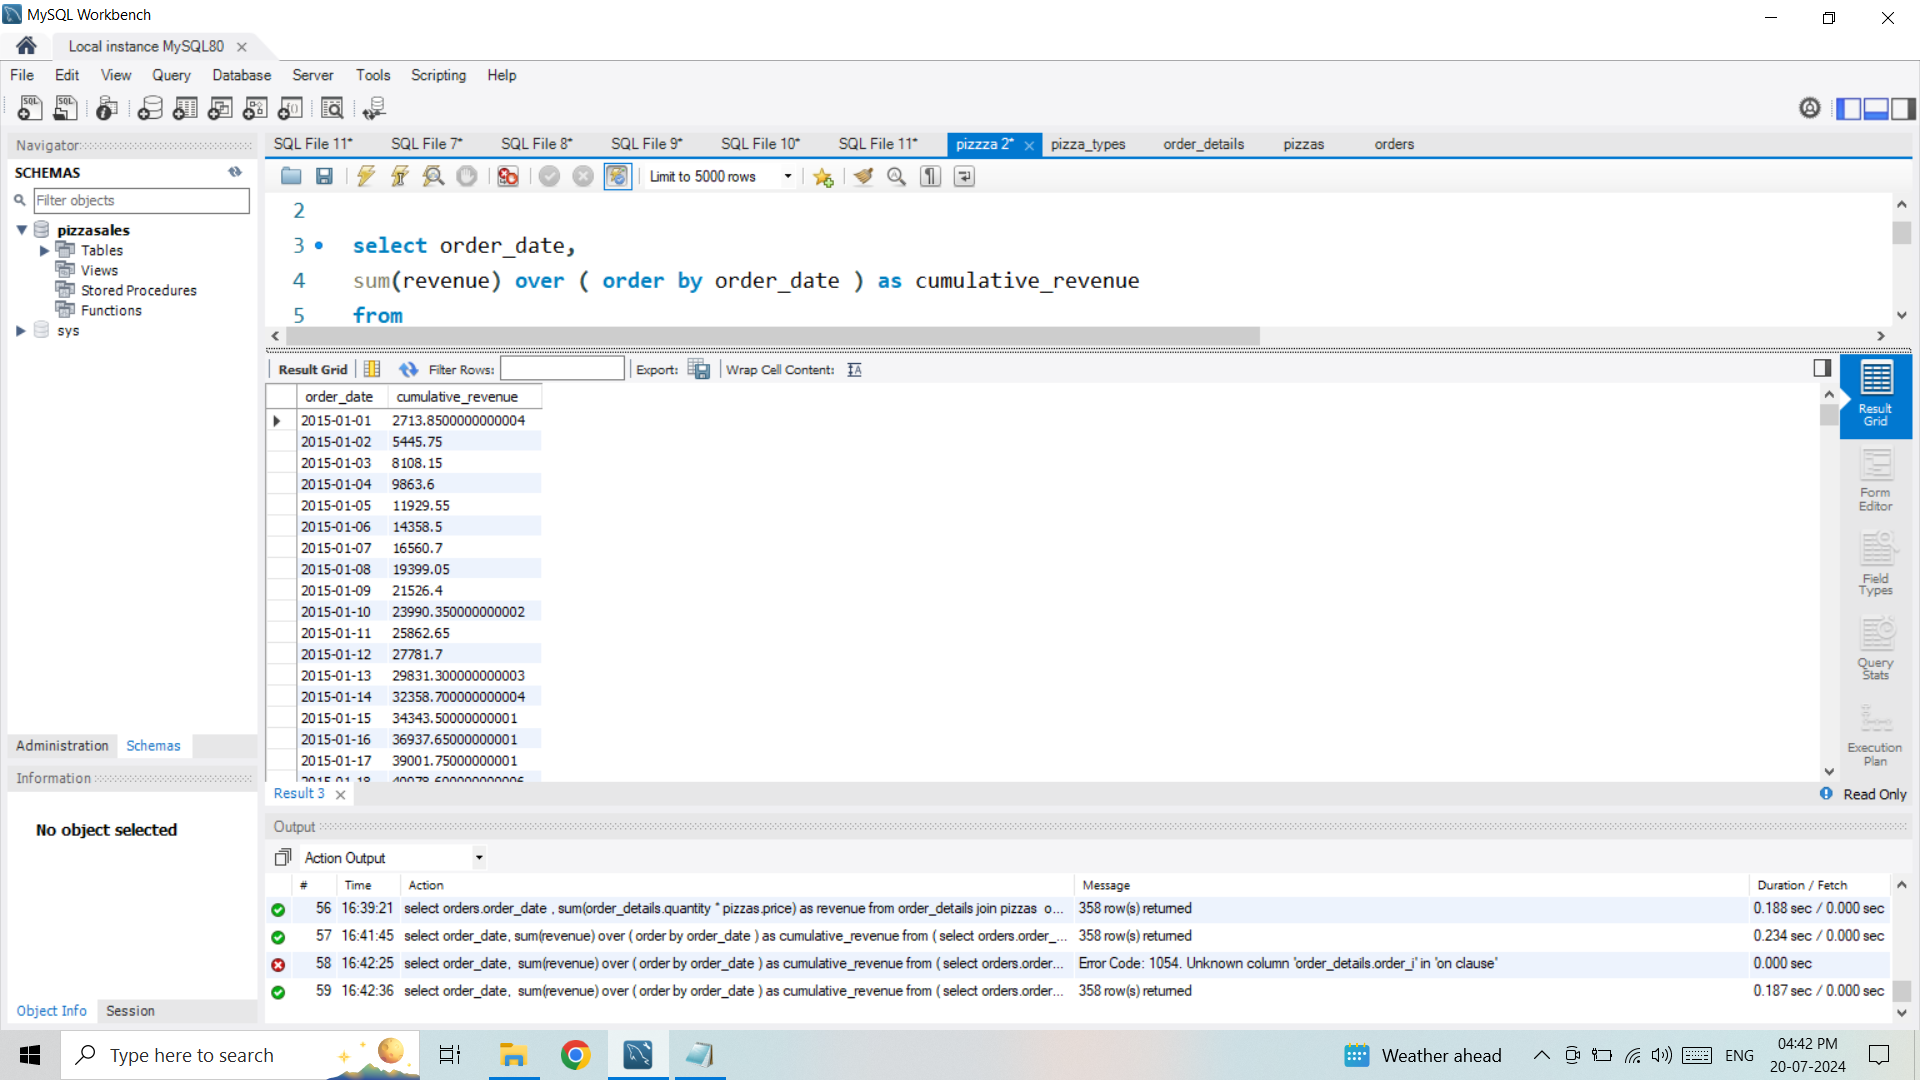 MySQL Workbench
Local instance MySQL80
File Edit View Query Database Server Tools Scripting Help
Navigator
SCHEMAS
Filter objects
pizzasales
Tables
Views
Stored Procedures
Functions
sys
Administration Schemas
Information
No object selected
Object Info Session
SQL File 11* SQL File 7* SQL File 8* SQL File 9* SQL File 10* SQL File 11* pizzza 2* pizza_types order_details pizzas orders
Limit to 5000 rows
2
3 select order_date,
4 sum(revenue) over ( order by order_date ) as cumulative_revenue
5 from
Result Grid Filter Rows: Export: Wrap Cell Content:
order_date cumulative_revenue
2015-01-01 2713.8500000000004
2015-01-02 5445.75
2015-01-03 8108.15
2015-01-04 9863.6
2015-01-05 11929.55
2015-01-06 14358.5
2015-01-07 16560.7
2015-01-08 19399.05
2015-01-09 21526.4
2015-01-10 23990.350000000002
2015-01-11 25862.65
2015-01-12 27781.7
2015-01-13 29831.300000000003
2015-01-14 32358.700000000004
2015-01-15 34343.50000000001
2015-01-16 36937.65000000001
2015-01-17 39001.75000000001
2015-01-18 40978.600000000006
Result Grid
Form Editor
Field Types
Query Stats
Execution Plan
Result 3
Read Only
Output
Action Output
# Time Action Message Duration / Fetch
56 16:39:21 select orders.order_date , sum(order_details.quantity * pizzas.price) as revenue from order_details join pizzas o... 358 row(s) returned 0.188 sec / 0.000 sec
57 16:41:45 select order_date, sum(revenue) over ( order by order_date ) as cumulative_revenue from ( select orders.order_... 358 row(s) returned 0.234 sec / 0.000 sec
58 16:42:25 select order_date, sum(revenue) over ( order by order_date ) as cumulative_revenue from ( select orders.order... Error Code: 1054. Unknown column 'order_details.order_i' in 'on clause' 0.000 sec
59 16:42:36 select order_date, sum(revenue) over ( order by order_date ) as cumulative_revenue from ( select orders.order... 358 row(s) returned 0.187 sec / 0.000 sec
Type here to search
Weather ahead
ENG
04:42 PM
20-07-2024